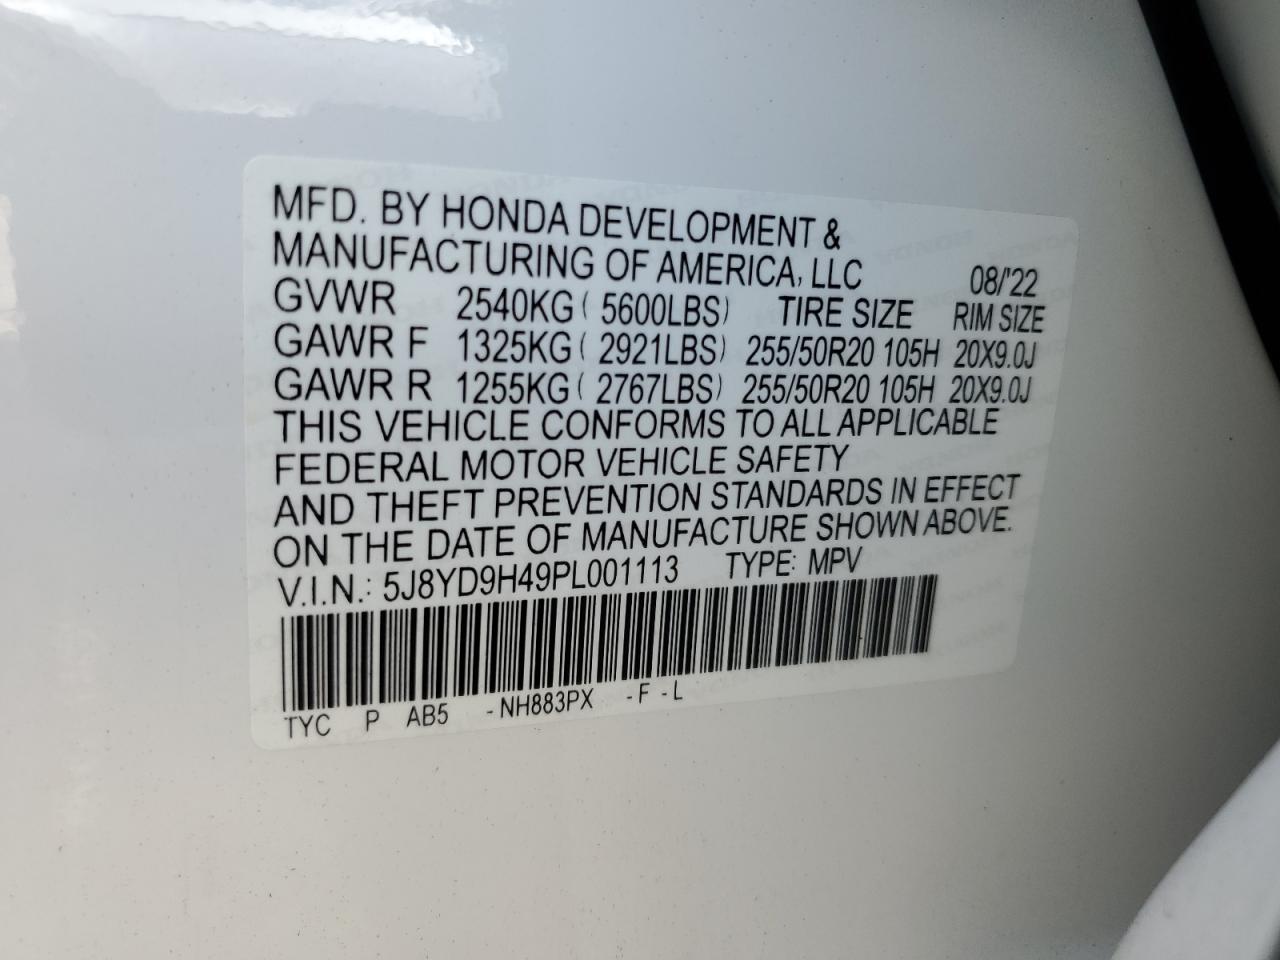 MFD. BY HONDA DEVELOPMENT &
MANUFACTURING OF AMERICA, LLC 08/'22
GVWR 2540KG ( 5600LBS) TIRE SIZE RIM SIZE
GAWR F 1325KG ( 2921LBS) 255/50R20 105H 20X9.0J
GAWR R 1255KG ( 2767LBS) 255/50R20 105H 20X9.0J
THIS VEHICLE CONFORMS TO ALL APPLICABLE
FEDERAL MOTOR VEHICLE SAFETY
AND THEFT PREVENTION STANDARDS IN EFFECT
ON THE DATE OF MANUFACTURE SHOWN ABOVE.
V.I.N.: 5J8YD9H49PL001113 TYPE: MPV
TYC P AB5 -NH883PX -F -L